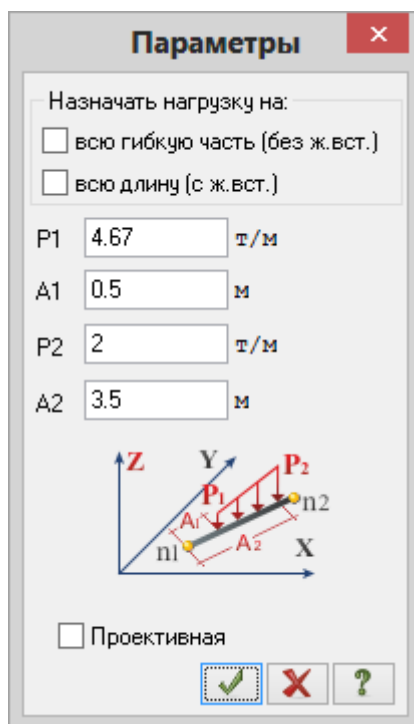 Параметры
Назначать нагрузку на:
всю гибкую часть (без ж.вст.)
всю длину (с ж.вст.)
P1 4.67 т/м
A1 0.5 м
P2 2 т/м
A2 3.5 м
Z Y P2
P1
A1 n2
n1 A2 X
Проективная
?